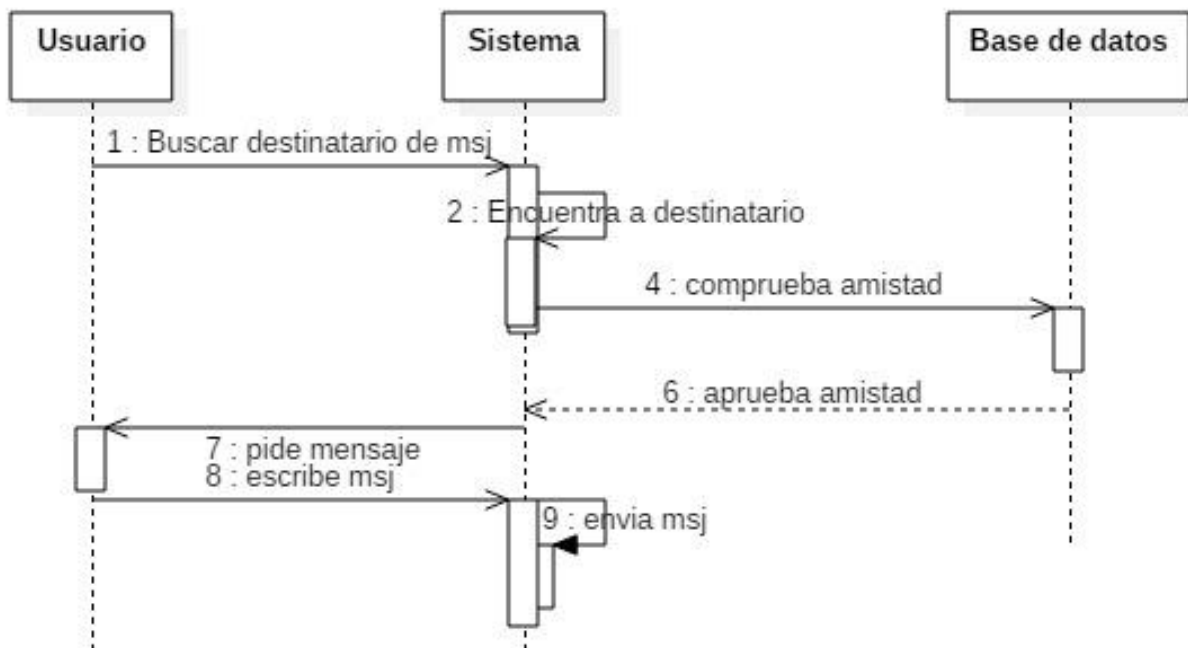 Usuario
Sistema
Base de datos
1 : Buscar destinatario de msj
2 : Encuentra a destinatario
4 : comprueba amistad
6 : aprueba amistad
7 : pide mensaje
8 : escribe msj
9 : envia msj